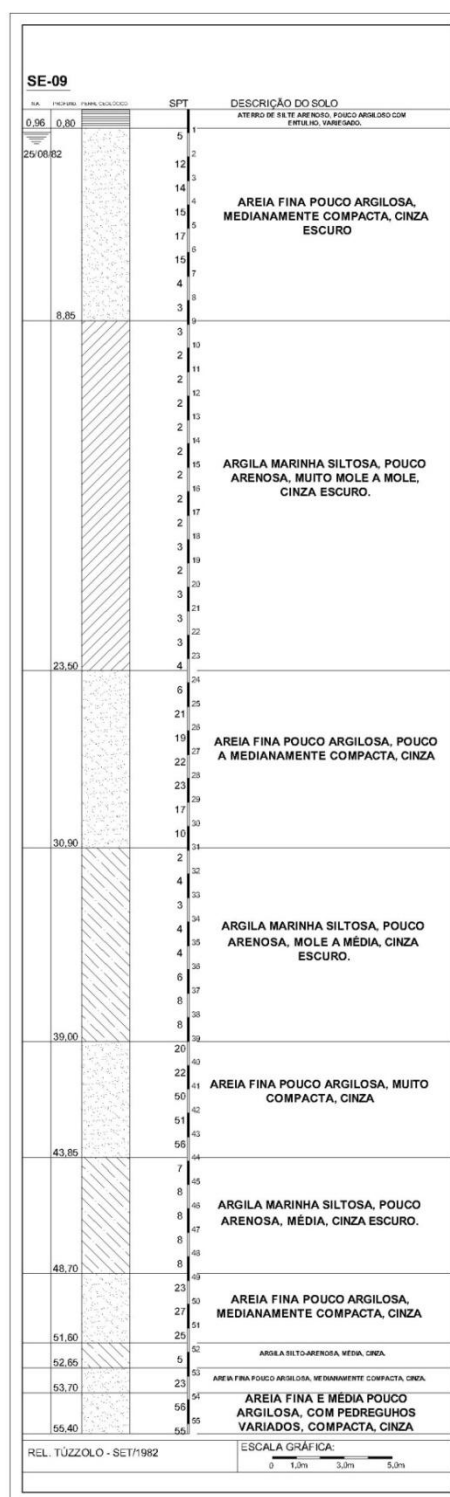 SE-09
N.A. PROFUND. PERFIL GEOLÓGICO SPT DESCRIÇÃO DO SOLO
0,96 0,80 ATERRO DE SILTE ARENOSO, POUCO ARGILOSO COM
ENTULHO, VARIEGADO.
5 1
25/08/82 2
12 3
14 4
15 5
17 6
15 7
4 8
3 9
AREIA FINA POUCO ARGILOSA,
MEDIANAMENTE COMPACTA, CINZA
ESCURO
8,85
3 10
2 11
2 12
2 13
2 14
2 15
2 16
2 17
2 18
3 19
2 20
3 21
3 22
3 23
4
ARGILA MARINHA SILTOSA, POUCO
ARENOSA, MUITO MOLE A MOLE,
CINZA ESCURO.
23,50
24
6 25
21 26
19 27
22 28
23 29
17 30
10 31
AREIA FINA POUCO ARGILOSA, POUCO
A MEDIANAMENTE COMPACTA, CINZA
30,90
2 32
4 33
3 34
4 35
4 36
6 37
8 38
8 39
ARGILA MARINHA SILTOSA, POUCO
ARENOSA, MOLE A MÉDIA, CINZA
ESCURO.
39,00
20 40
22 41
50 42
51 43
56 44
AREIA FINA POUCO ARGILOSA, MUITO
COMPACTA, CINZA
43,85
7 45
8 46
8 47
8 48
8 49
ARGILA MARINHA SILTOSA, POUCO
ARENOSA, MÉDIA, CINZA ESCURO.
48,70
23 50
27 51
25 52
AREIA FINA POUCO ARGILOSA,
MEDIANAMENTE COMPACTA, CINZA
51,60
5 53
ARGILA SILTO-ARENOSA, MÉDIA, CINZA.
52,65
23 54
AREIA FINA POUCO ARGILOSA, MEDIANAMENTE COMPACTA, CINZA.
53,70
56 55
55
AREIA FINA E MÉDIA POUCO
ARGILOSA, COM PEDREGUHOS
VARIADOS, COMPACTA, CINZA
55,40
REL. TÚZZOLO - SET/1982
ESCALA GRÁFICA:
0 1,0m 3,0m 5,0m